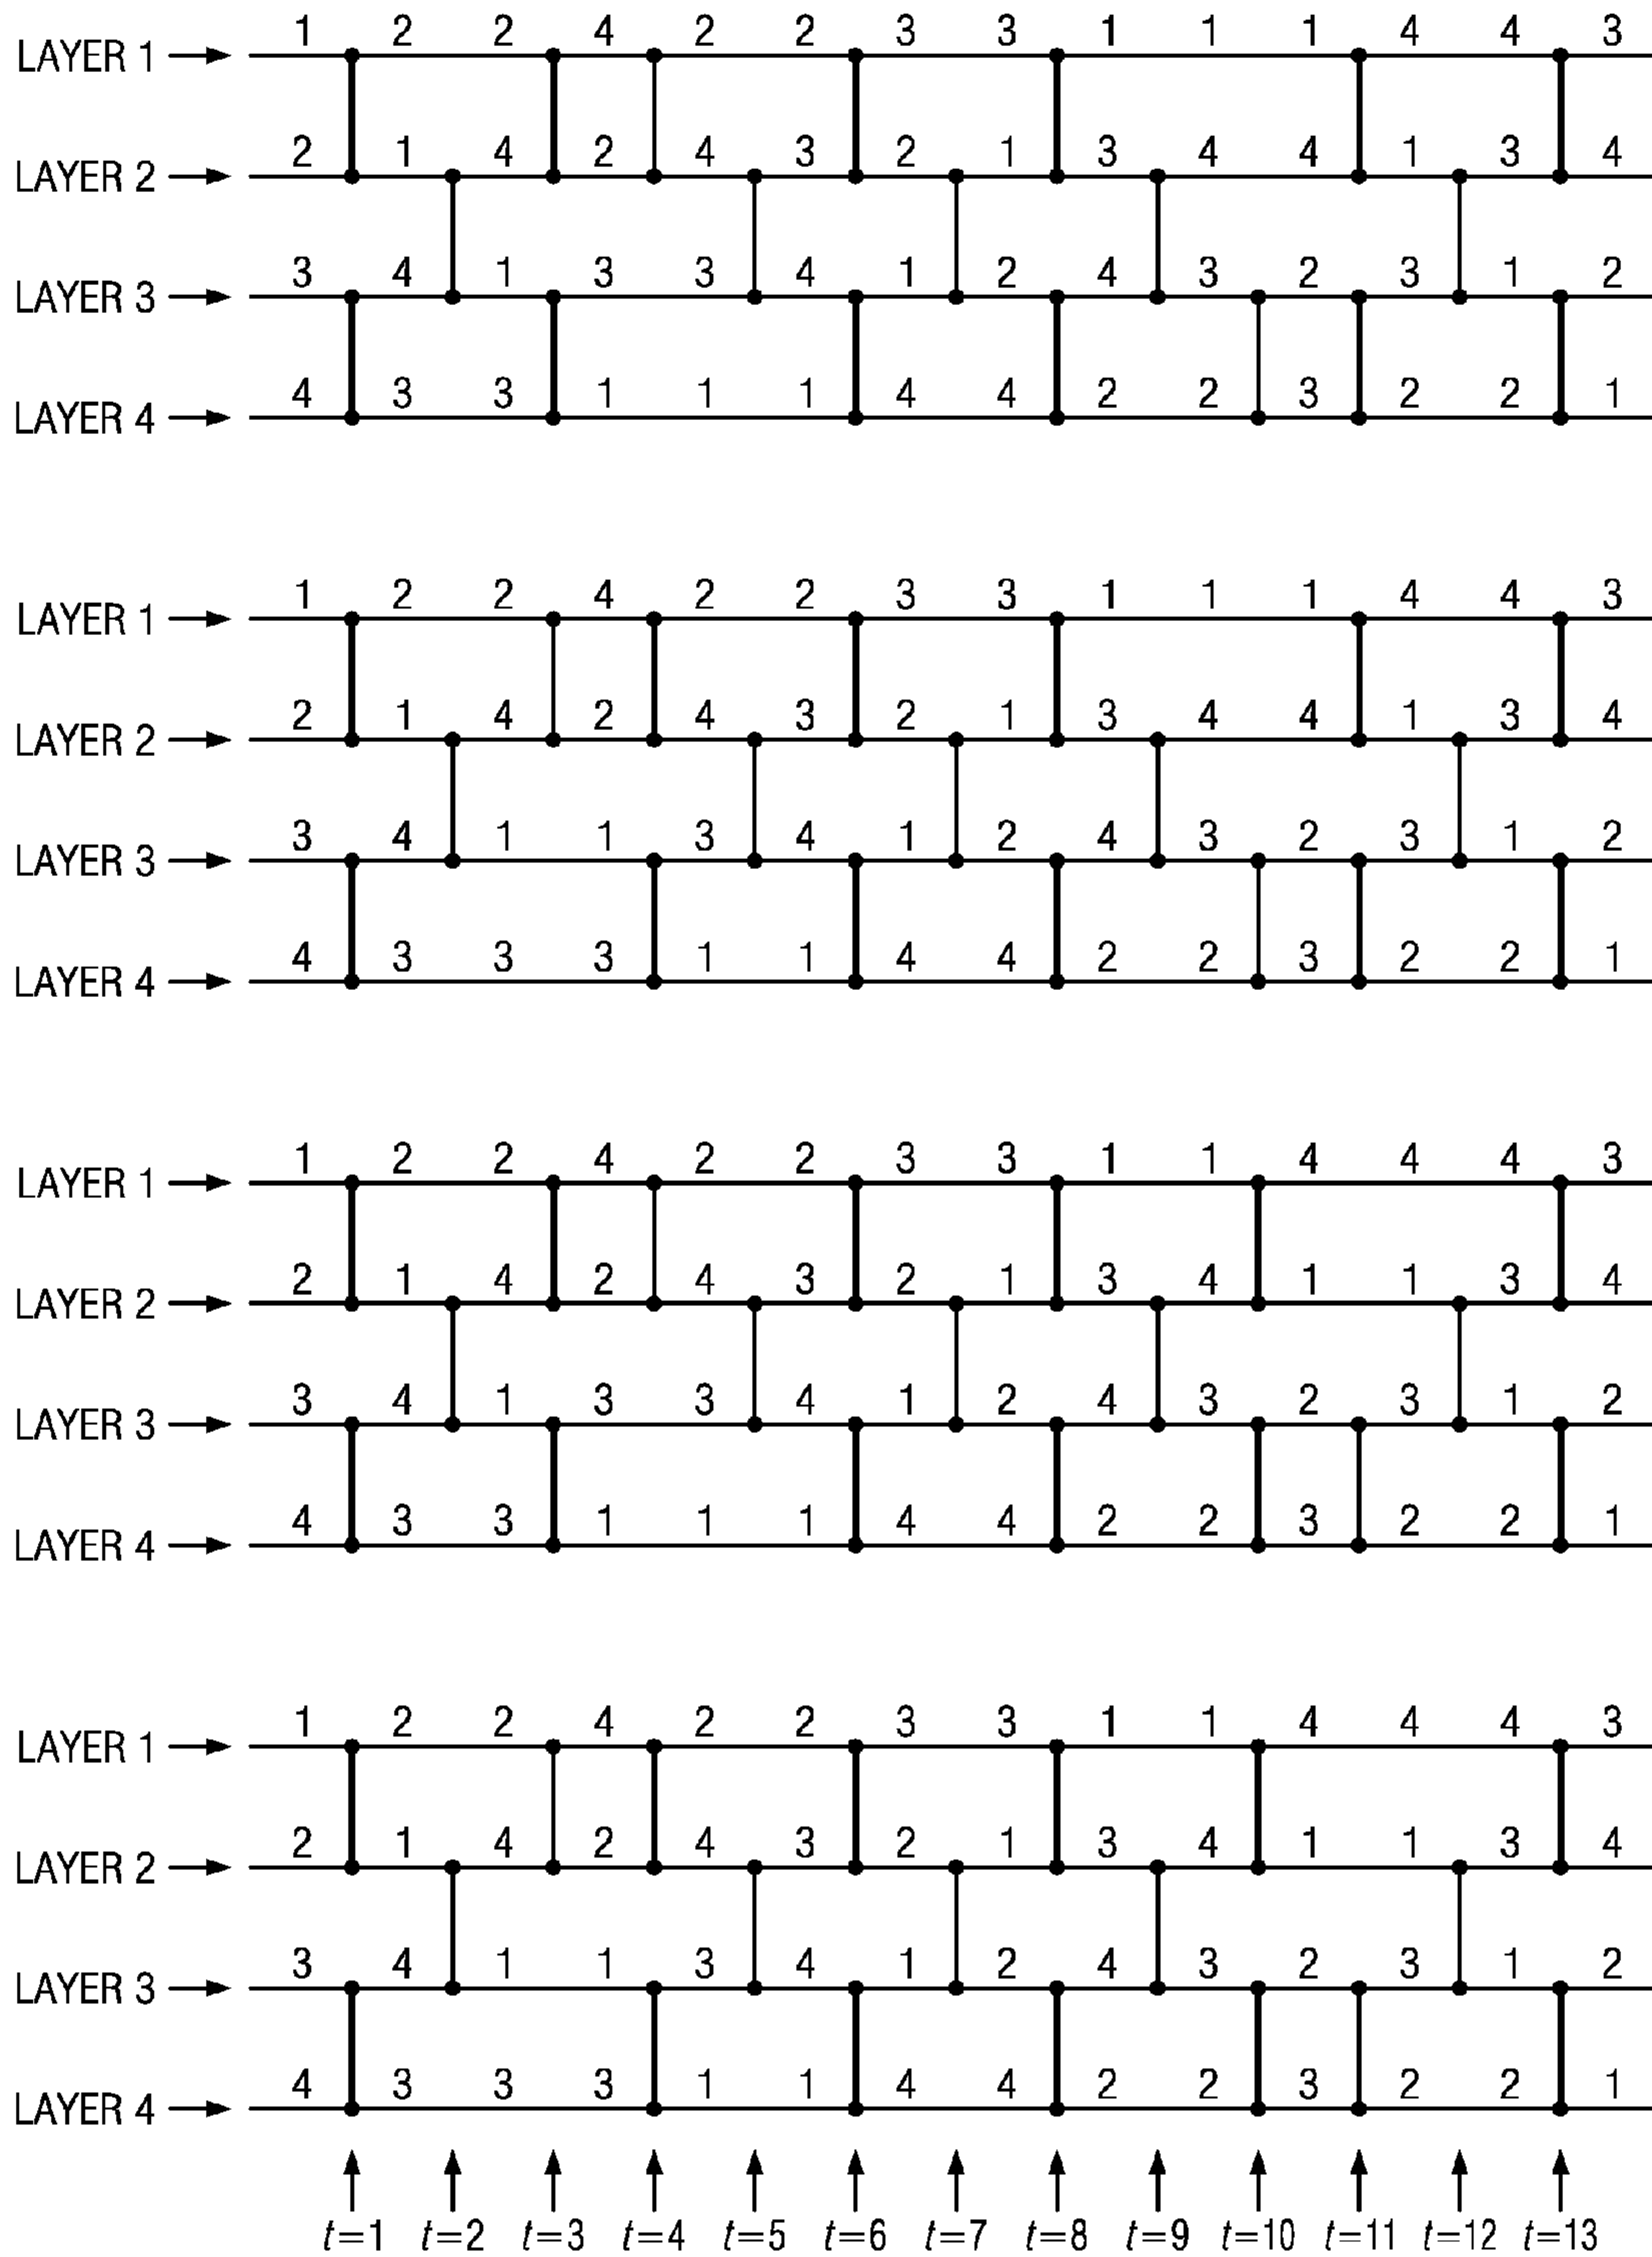 1 2 2 4 2 2 3 3 1 1 1 4 4 3
LAYER 1
2 1 4 2 4 3 2 1 3 4 4 1 3 4
LAYER 2
3 4 1 3 3 4 1 2 4 3 2 3 1 2
LAYER 3
4 3 3 1 1 1 4 4 2 2 3 2 2 1
LAYER 4
1 2 2 4 2 2 3 3 1 1 1 4 4 3
LAYER 1
2 1 4 2 4 3 2 1 3 4 4 1 3 4
LAYER 2
3 4 1 1 3 4 1 2 4 3 2 3 1 2
LAYER 3
4 3 3 3 1 1 4 4 2 2 3 2 2 1
LAYER 4
1 2 2 4 2 2 3 3 1 1 4 4 4 3
LAYER 1
2 1 4 2 4 3 2 1 3 4 1 1 3 4
LAYER 2
3 4 1 3 3 4 1 2 4 3 2 3 1 2
LAYER 3
4 3 3 1 1 1 4 4 2 2 3 2 2 1
LAYER 4
1 2 2 4 2 2 3 3 1 1 4 4 4 3
LAYER 1
2 1 4 2 4 3 2 1 3 4 1 1 3 4
LAYER 2
3 4 1 1 3 4 1 2 4 3 2 3 1 2
LAYER 3
4 3 3 3 1 1 4 4 2 2 3 2 2 1
LAYER 4
t=1 t=2 t=3 t=4 t=5 t=6 t=7 t=8 t=9 t=10 t=11 t=12 t=13